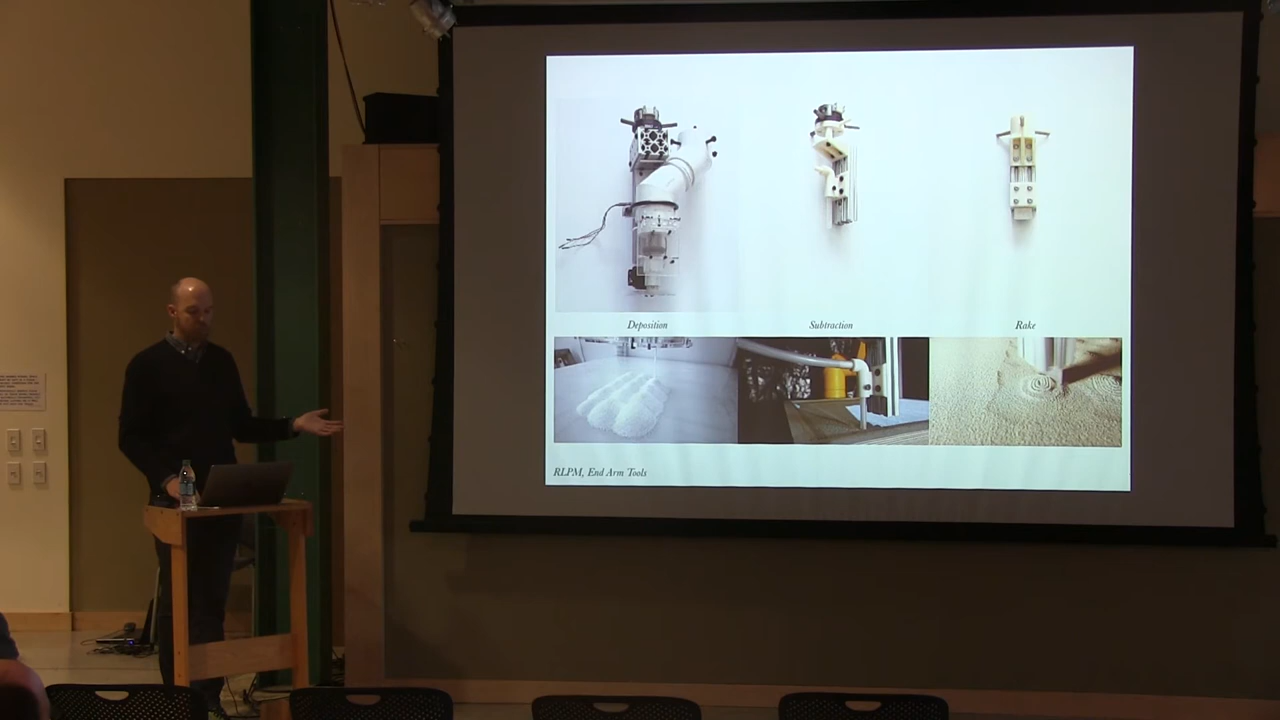 Deposition
Subtraction
Rake
RLPM, End Arm Tools